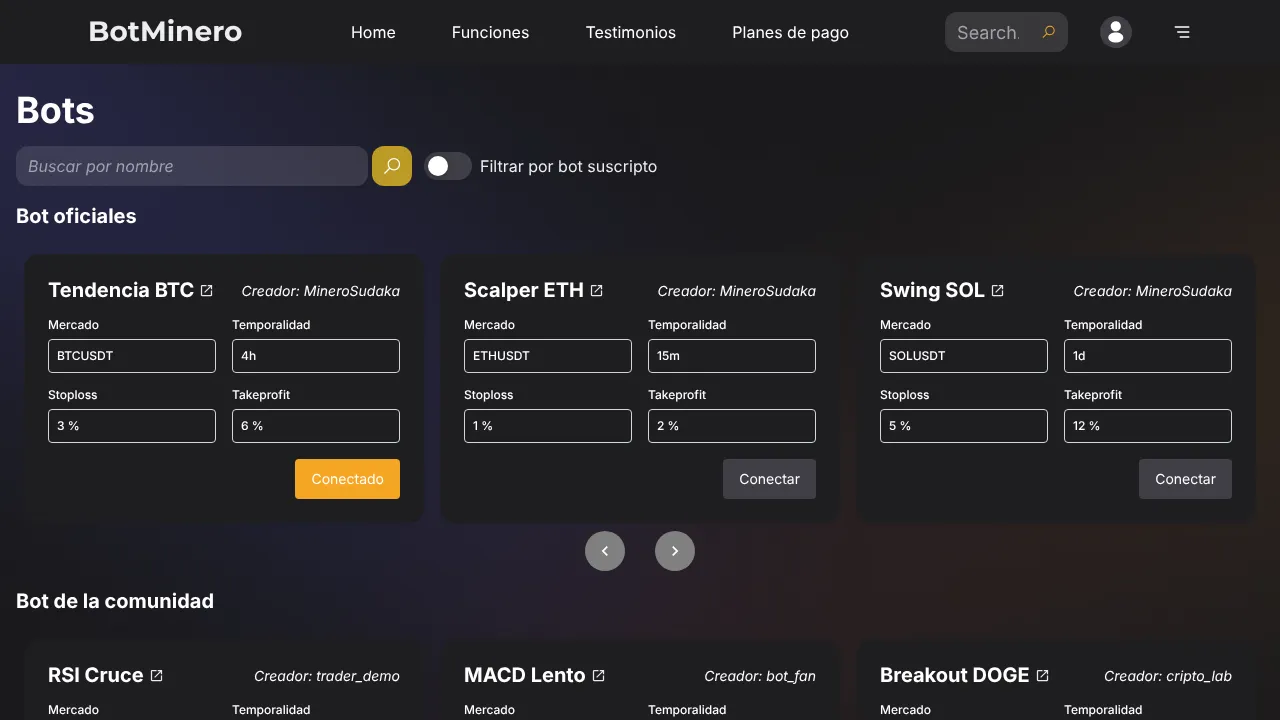 BotMinero Home Funciones Testimonios Planes de pago Search.
Bots
Buscar por nombre Filtrar por bot suscripto
Bot oficiales
Tendencia BTC Creador: MineroSudaka
Mercado Temporalidad
BTCUSDT 4h
Stoploss Takeprofit
3 % 6 %
Conectado
Scalper ETH Creador: MineroSudaka
Mercado Temporalidad
ETHUSDT 15m
Stoploss Takeprofit
1 % 2 %
Conectar
Swing SOL Creador: MineroSudaka
Mercado Temporalidad
SOLUSDT 1d
Stoploss Takeprofit
5 % 12 %
Conectar
Bot de la comunidad
RSI Cruce Creador: trader_demo
Mercado Temporalidad
MACD Lento Creador: bot_fan
Mercado Temporalidad
Breakout DOGE Creador: cripto_lab
Mercado Temporalidad